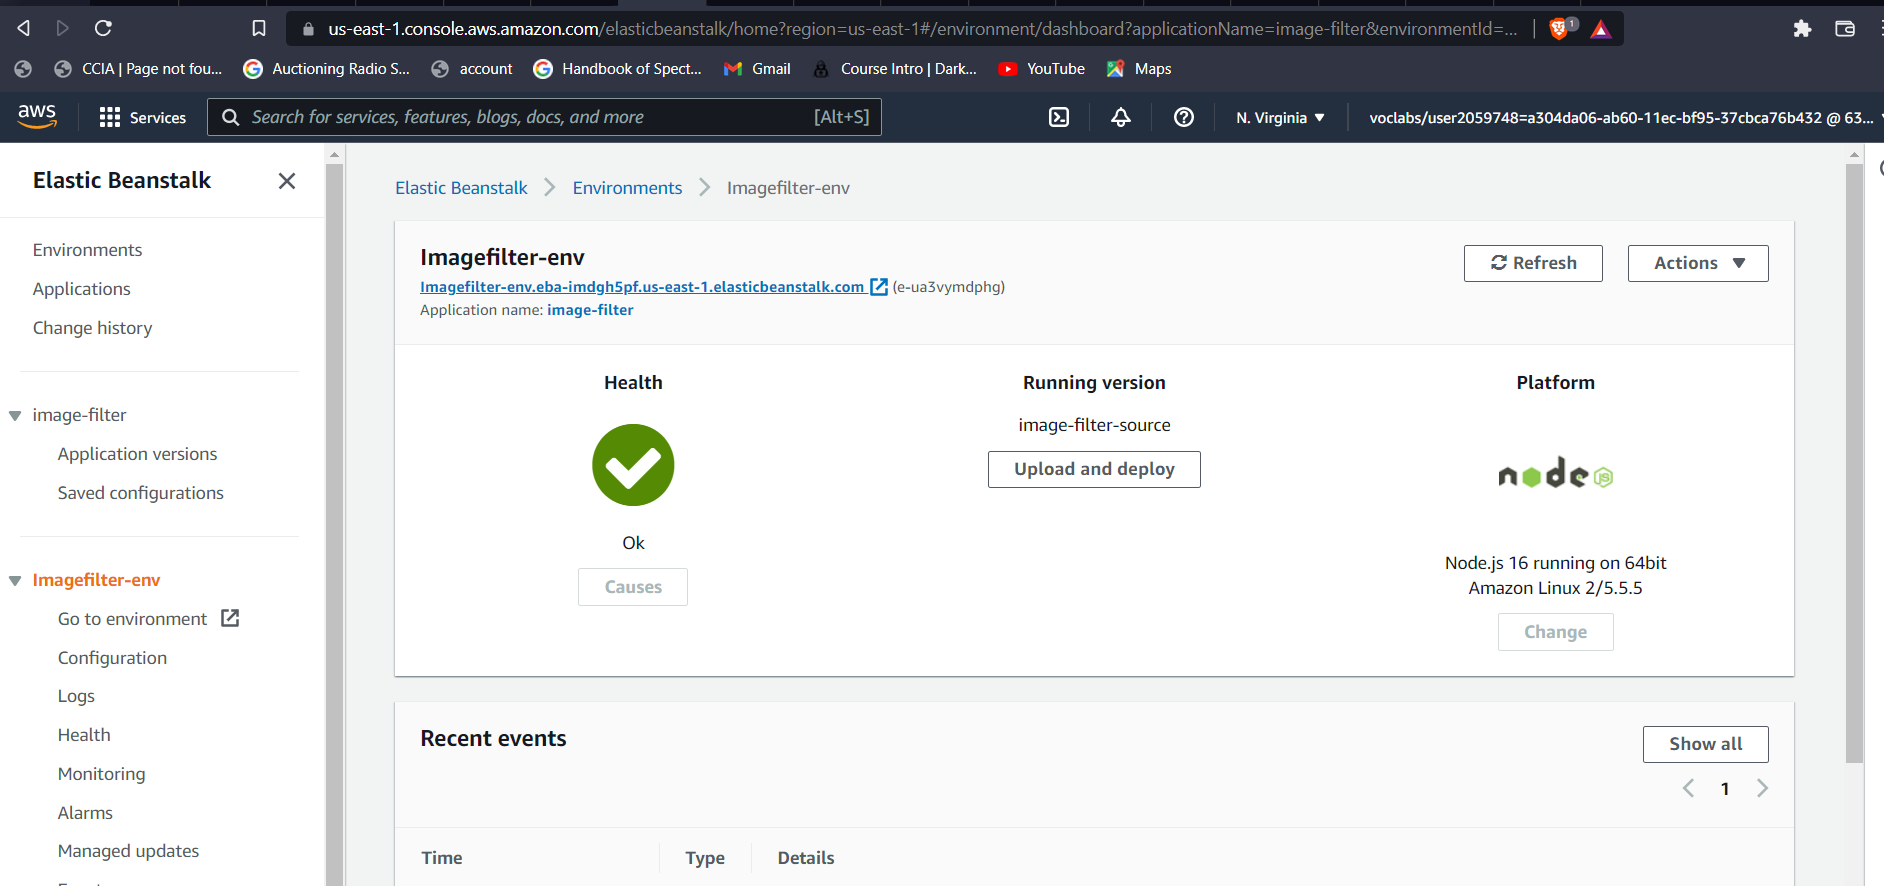 us-east-1.console.aws.amazon.com/elasticbeanstalk/home?region=us-east-1#/environment/dashboard?applicationName=image-filter&environmentId=... 1
CCIA | Page not fou... Auctioning Radio S... account Handbook of Spect... Gmail Course Intro | Dark... YouTube Maps
aws Services Search for services, features, blogs, docs, and more [Alt+S] N. Virginia ▼ voclabs/user2059748=a304da06-ab60-11ec-bf95-37cbca76b432 @ 63...
Elastic Beanstalk
Environments
Applications
Change history
image-filter
Application versions
Saved configurations
Imagefilter-env
Go to environment
Configuration
Logs
Health
Monitoring
Alarms
Managed updates
Elastic Beanstalk > Environments > Imagefilter-env
Imagefilter-env
Imagefilter-env.eba-imdgh5pf.us-east-1.elasticbeanstalk.com (e-ua3vymdphg)
Application name: image-filter
Refresh
Actions ▼
Health
Ok
Causes
Running version
image-filter-source
Upload and deploy
Platform
node JS
Node.js 16 running on 64bit
Amazon Linux 2/5.5.5
Change
Recent events
Show all
< 1 >
Time Type Details